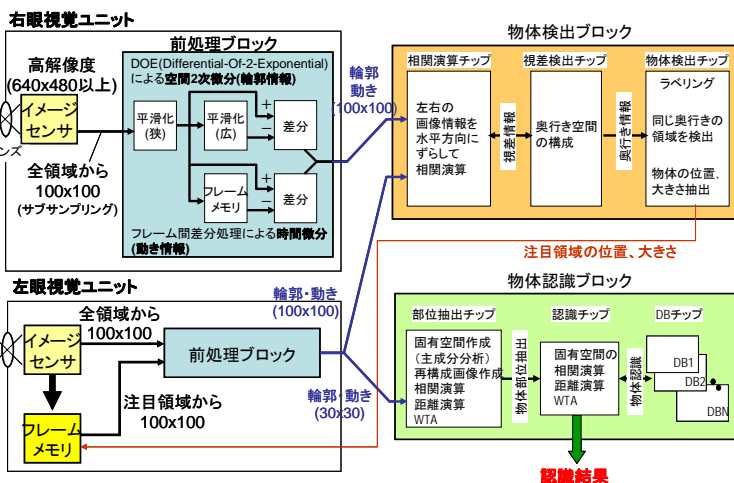 右眼視覚ユニット
高解像度
(640x480以上)
イメージ
センサ
ンズ
全領域から
100x100
(サブサンプリング)
前処理ブロック
DOE(Differential-Of-2-Exponential)
による空間2次微分(輪郭情報)
平滑化
(狭)
平滑化
(広)
+
−
差分
フレーム
メモリ
+
−
差分
フレーム間差分処理による時間微分
(動き情報)
輪郭
動き
(100x100)
物体検出ブロック
相関演算チップ
左右の
画像情報を
水平方向に
ずらして
相関演算
視差情報
視差検出チップ
奥行き空間
の構成
奥行き情報
物体検出チップ
ラベリング
同じ奥行きの
領域を検出
物体の位置,
大きさ抽出
注目領域の位置、大きさ
左眼視覚ユニット
全領域から
100x100
イメージ
センサ
前処理ブロック
注目領域から
100x100
フレーム
メモリ
輪郭・動き
(100x100)
輪郭・動き
(30x30)
物体認識ブロック
部位抽出チップ
固有空間作成
(主成分分析)
再構成画像作成
相関演算
距離演算
WTA
物体部位抽出
認識チップ
固有空間の
相関演算
距離演算
WTA
物体認識
DBチップ
DB1
DB2
DBN
認識結果